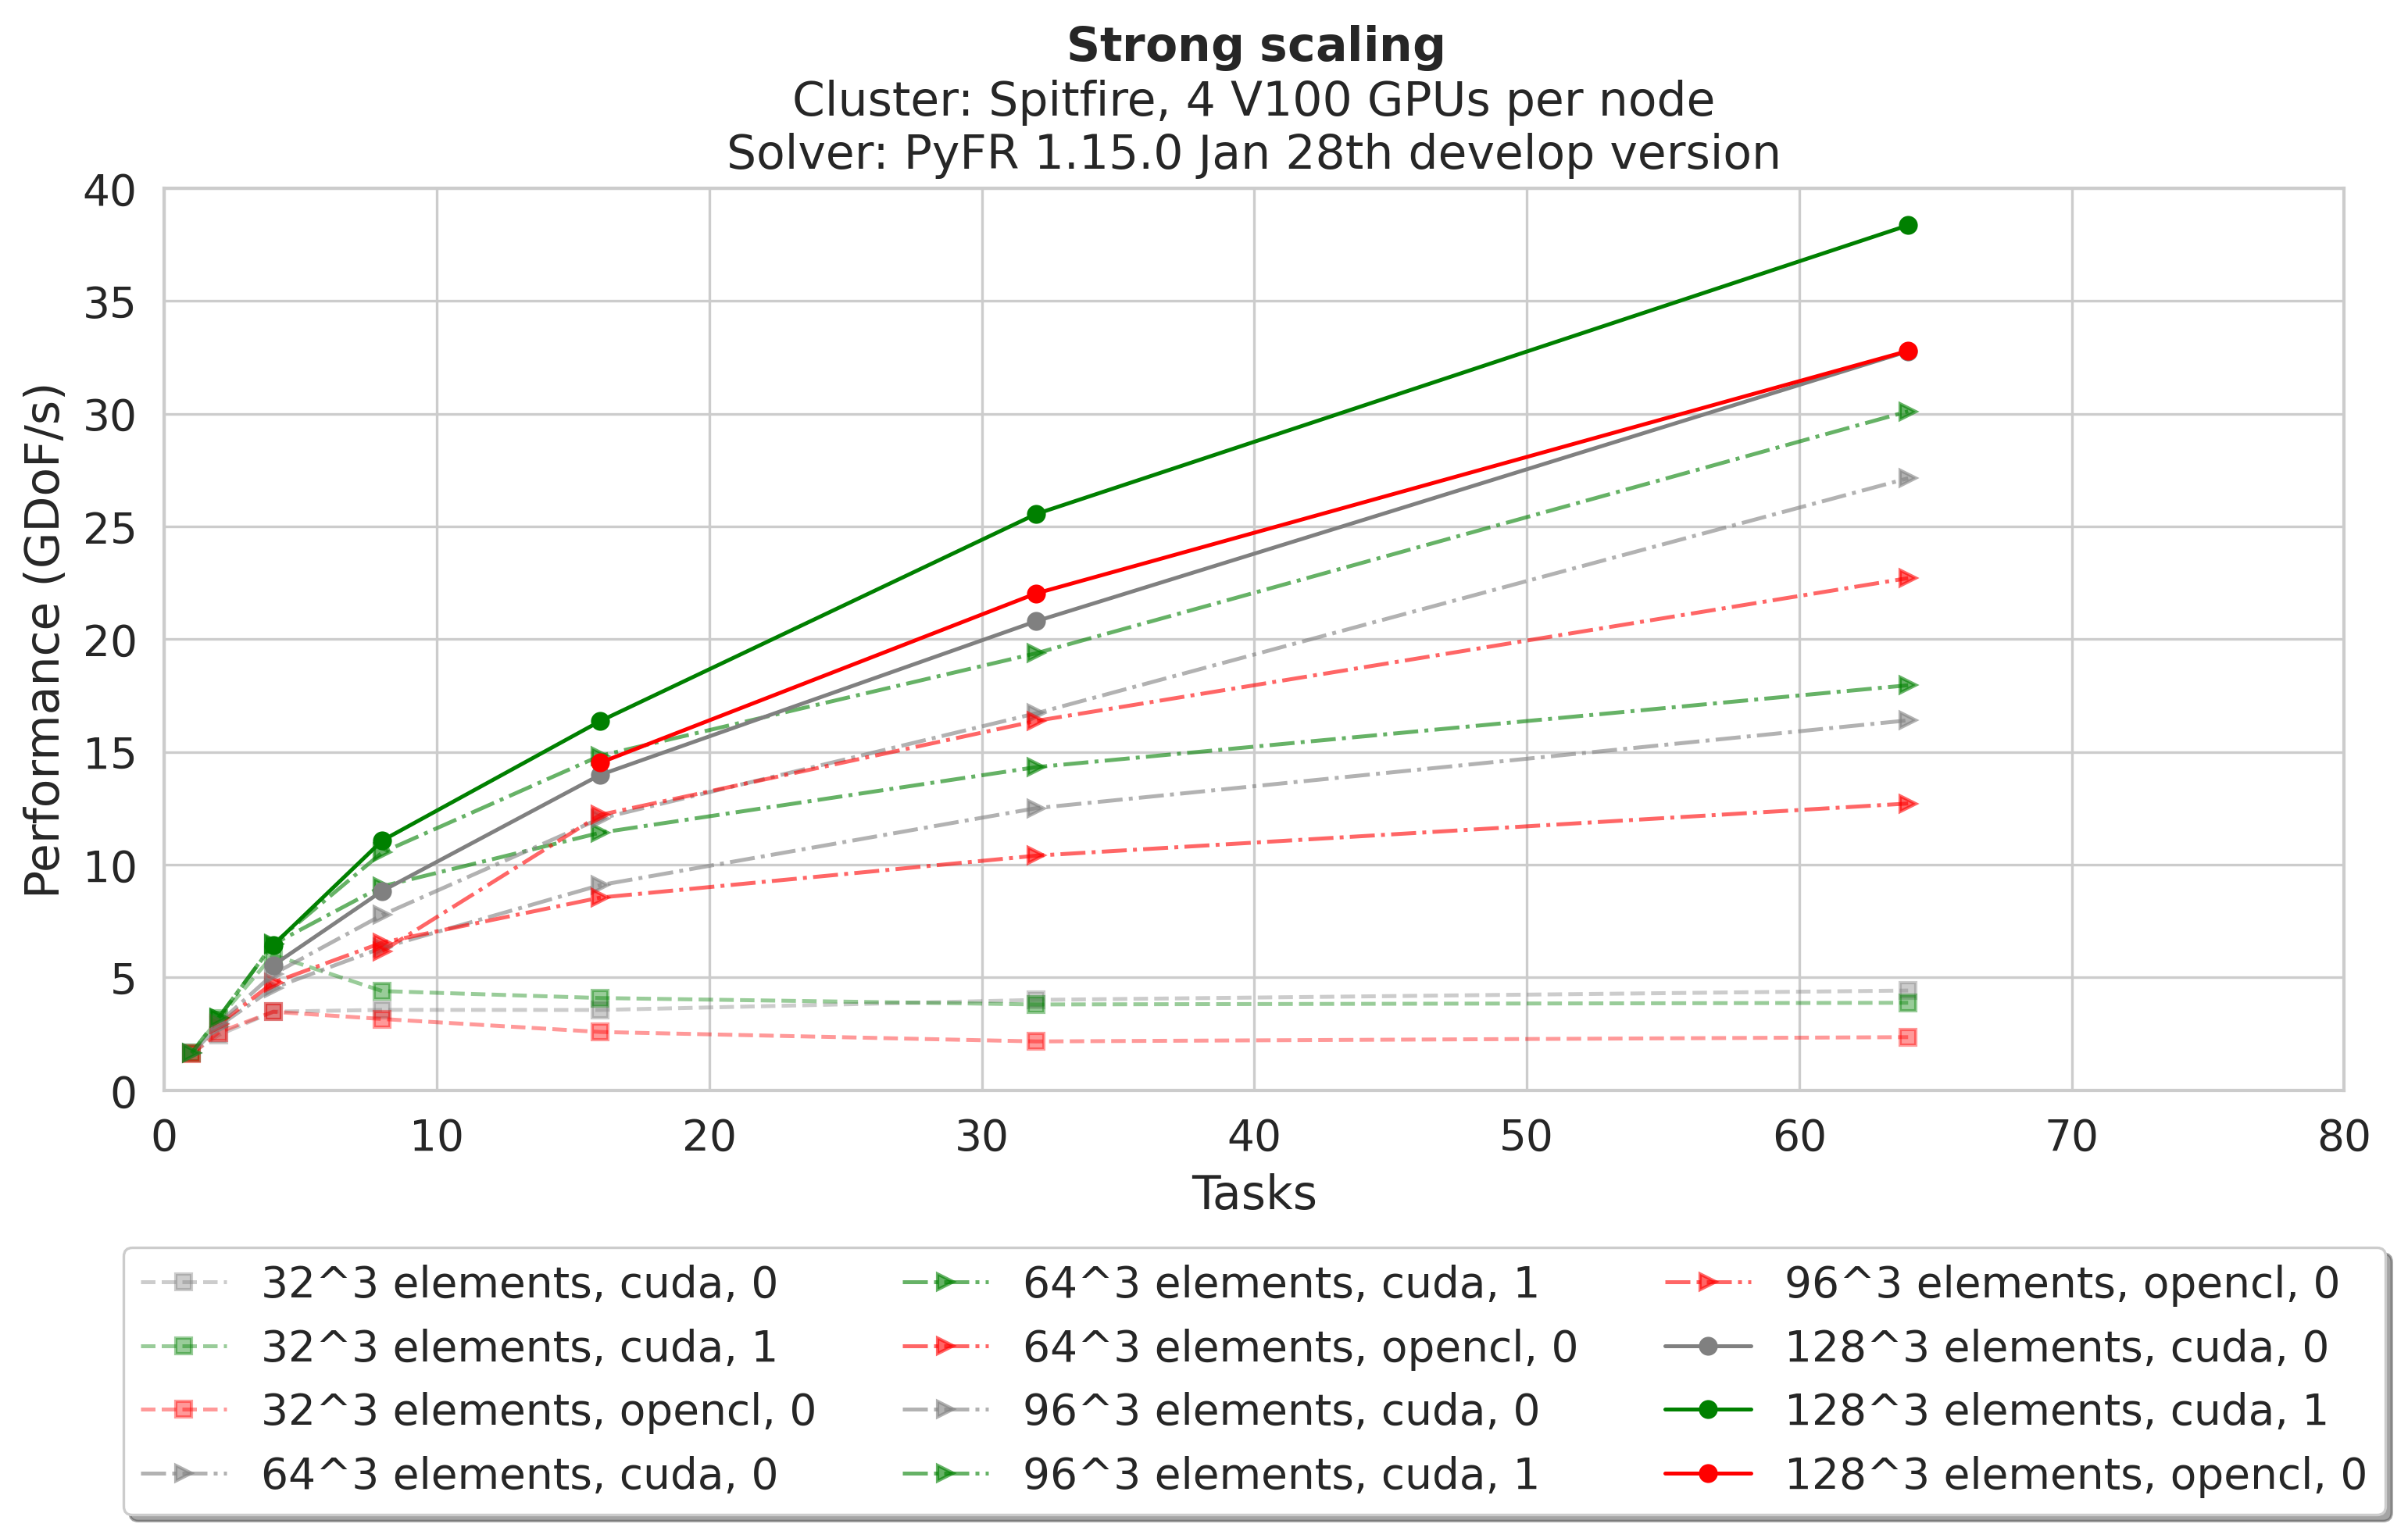 Strong scaling
Cluster: Spitfire, 4 V100 GPUs per node
Solver: PyFR 1.15.0 Jan 28th develop version
40
35
30
25
20
15
10
5
0
Performance (GDoF/s)
0 10 20 30 40 50 60 70 80
Tasks
32^3 elements, cuda, 0
32^3 elements, cuda, 1
32^3 elements, opencl, 0
64^3 elements, cuda, 0
64^3 elements, cuda, 1
64^3 elements, opencl, 0
96^3 elements, cuda, 0
96^3 elements, cuda, 1
96^3 elements, opencl, 0
128^3 elements, cuda, 0
128^3 elements, cuda, 1
128^3 elements, opencl, 0